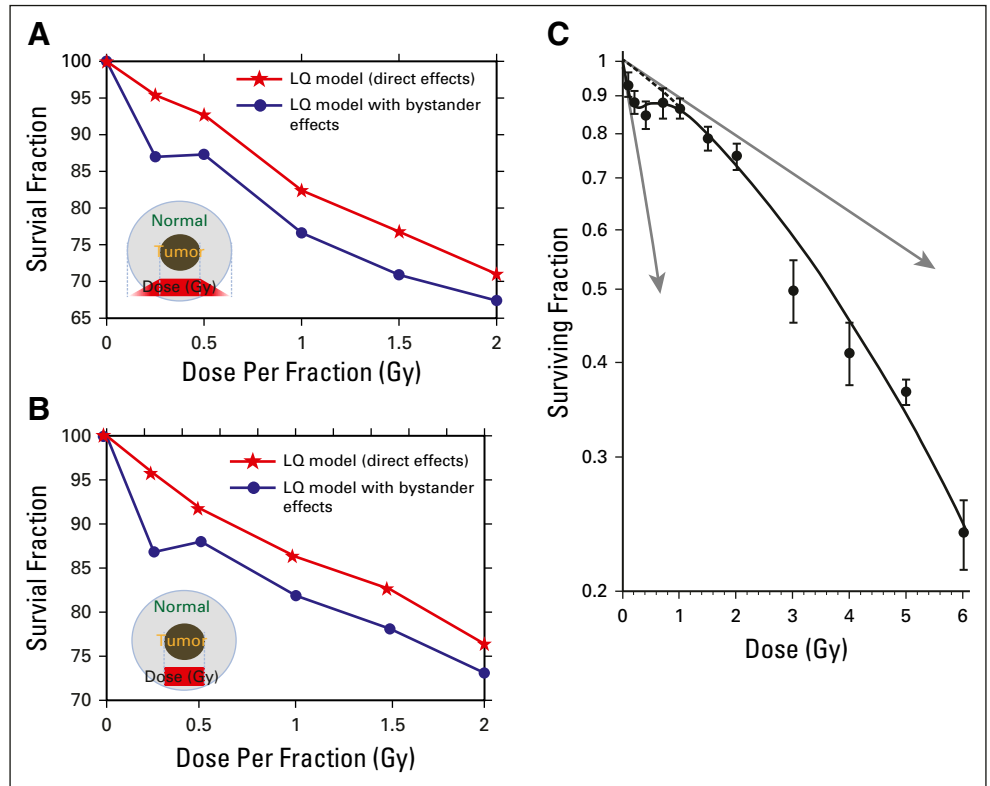 A
Survial Fraction
100
95
90
85
80
75
70
65
LQ model (direct effects)
LQ model with bystander
effects
Normal
Tumor
Dose (Gy)
0
0.5
1
1.5
2
Dose Per Fraction (Gy)
B
Survial Fraction
100
95
90
85
80
75
70
LQ model (direct effects)
LQ model with bystander
effects
Normal
Tumor
Dose (Gy)
0
0.5
1
1.5
2
Dose Per Fraction (Gy)
C
Surviving Fraction
1
0.9
0.8
0.7
0.6
0.5
0.4
0.3
0.2
0
1
2
3
4
5
6
Dose (Gy)